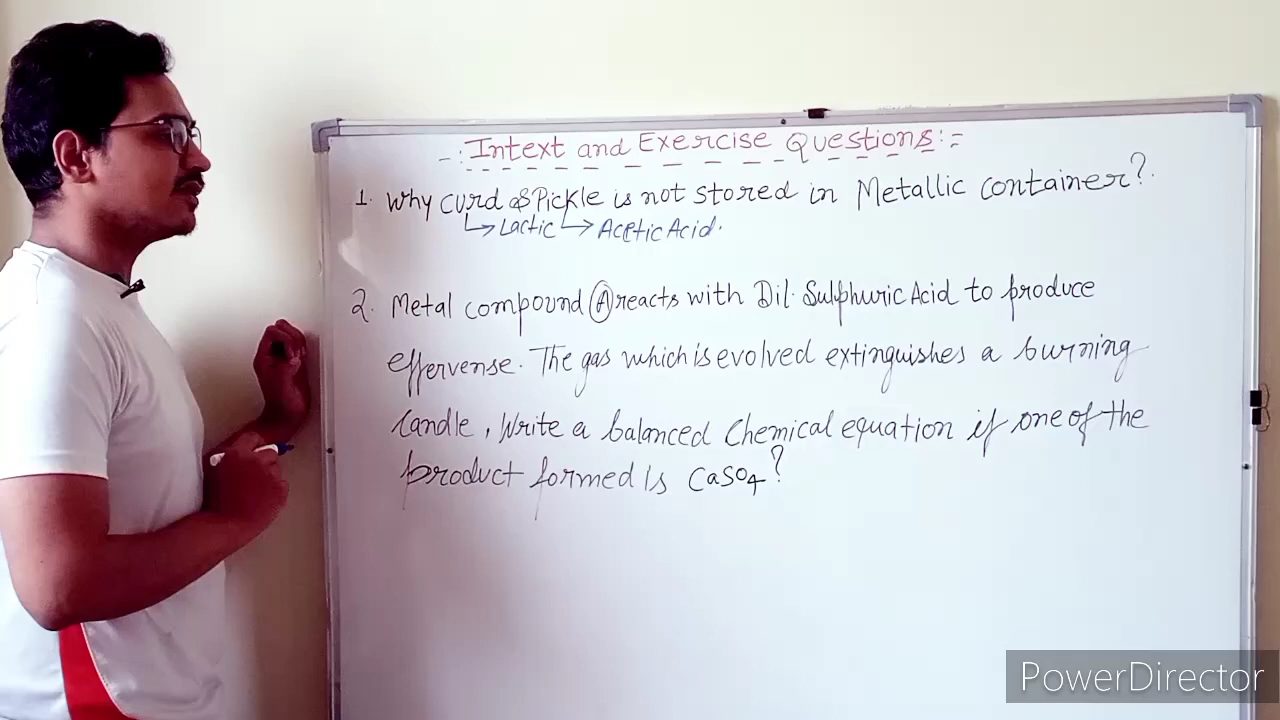 -: Intext and Exercise Questions :-
1. Why curd & Pickle is not stored in Metallic container?
↳ Lactic ↳ Acetic Acid.
2. Metal compound (A) reacts with Dil. Sulphuric Acid to produce
effervense. The gas which is evolved extinguishes a burning
candle, Write a balanced Chemical equation if one of the
product formed is CaSO4?
PowerDirector